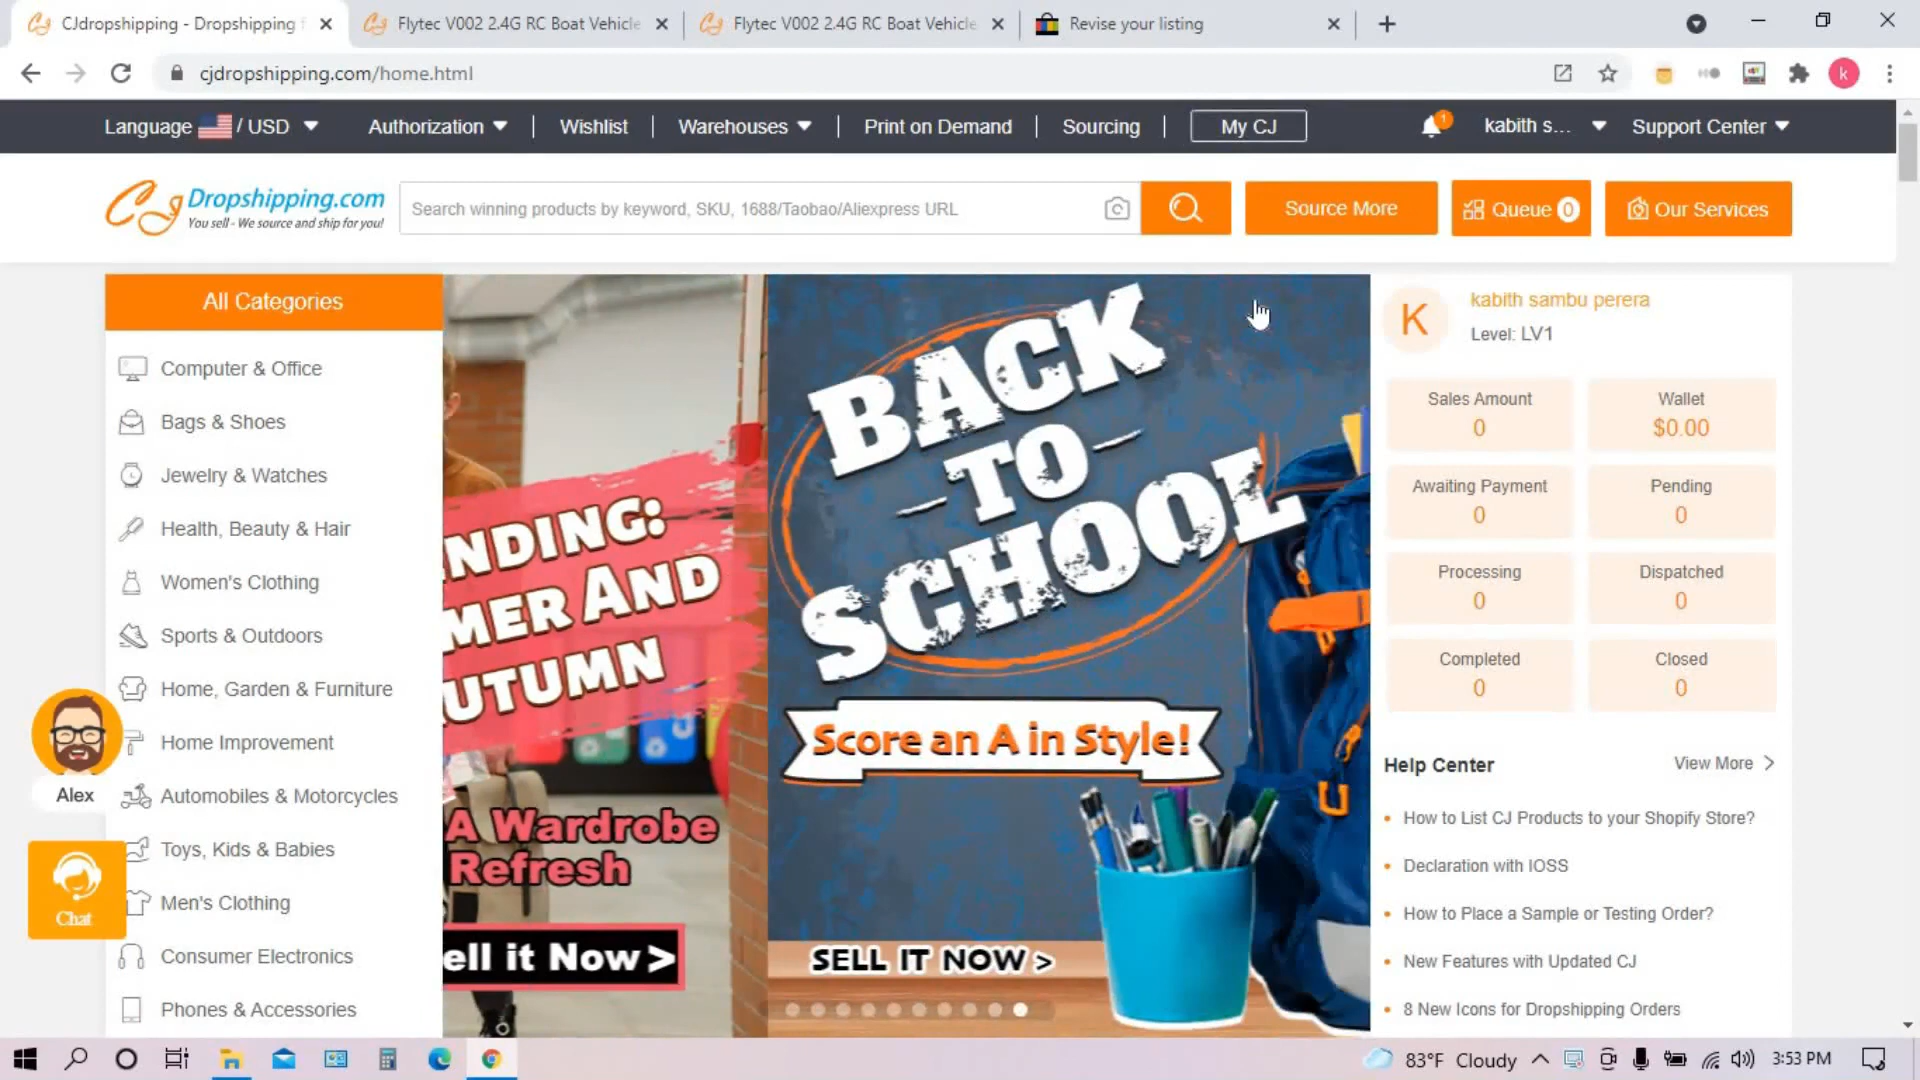 CJdropshipping - Dropshipping f
Flytec V002 2.4G RC Boat Vehicle
Flytec V002 2.4G RC Boat Vehicle
Revise your listing
cjdropshipping.com/home.html
k
Language / USD
Authorization
Wishlist
Warehouses
Print on Demand
Sourcing
My CJ
1
kabith s...
Support Center
CJ Dropshipping.com
You sell - We source and ship for you!
Search winning products by keyword, SKU, 1688/Taobao/Aliexpress URL
Source More
Queue 0
Our Services
All Categories
Computer & Office
Bags & Shoes
Jewelry & Watches
Health, Beauty & Hair
Women's Clothing
Sports & Outdoors
Home, Garden & Furniture
Home Improvement
Automobiles & Motorcycles
Toys, Kids & Babies
Men's Clothing
Consumer Electronics
Phones & Accessories
Alex
Chat
NDING:
MER AND
UTUMN
A Wardrobe
Refresh
ell it Now >
BACK
TO
SCHOOL
Score an A in Style!
SELL IT NOW >
K
kabith sambu perera
Level: LV1
Sales Amount
0
Wallet
$0.00
Awaiting Payment
0
Pending
0
Processing
0
Dispatched
0
Completed
0
Closed
0
Help Center
View More >
How to List CJ Products to your Shopify Store?
Declaration with IOSS
How to Place a Sample or Testing Order?
New Features with Updated CJ
8 New Icons for Dropshipping Orders
83°F Cloudy
3:53 PM